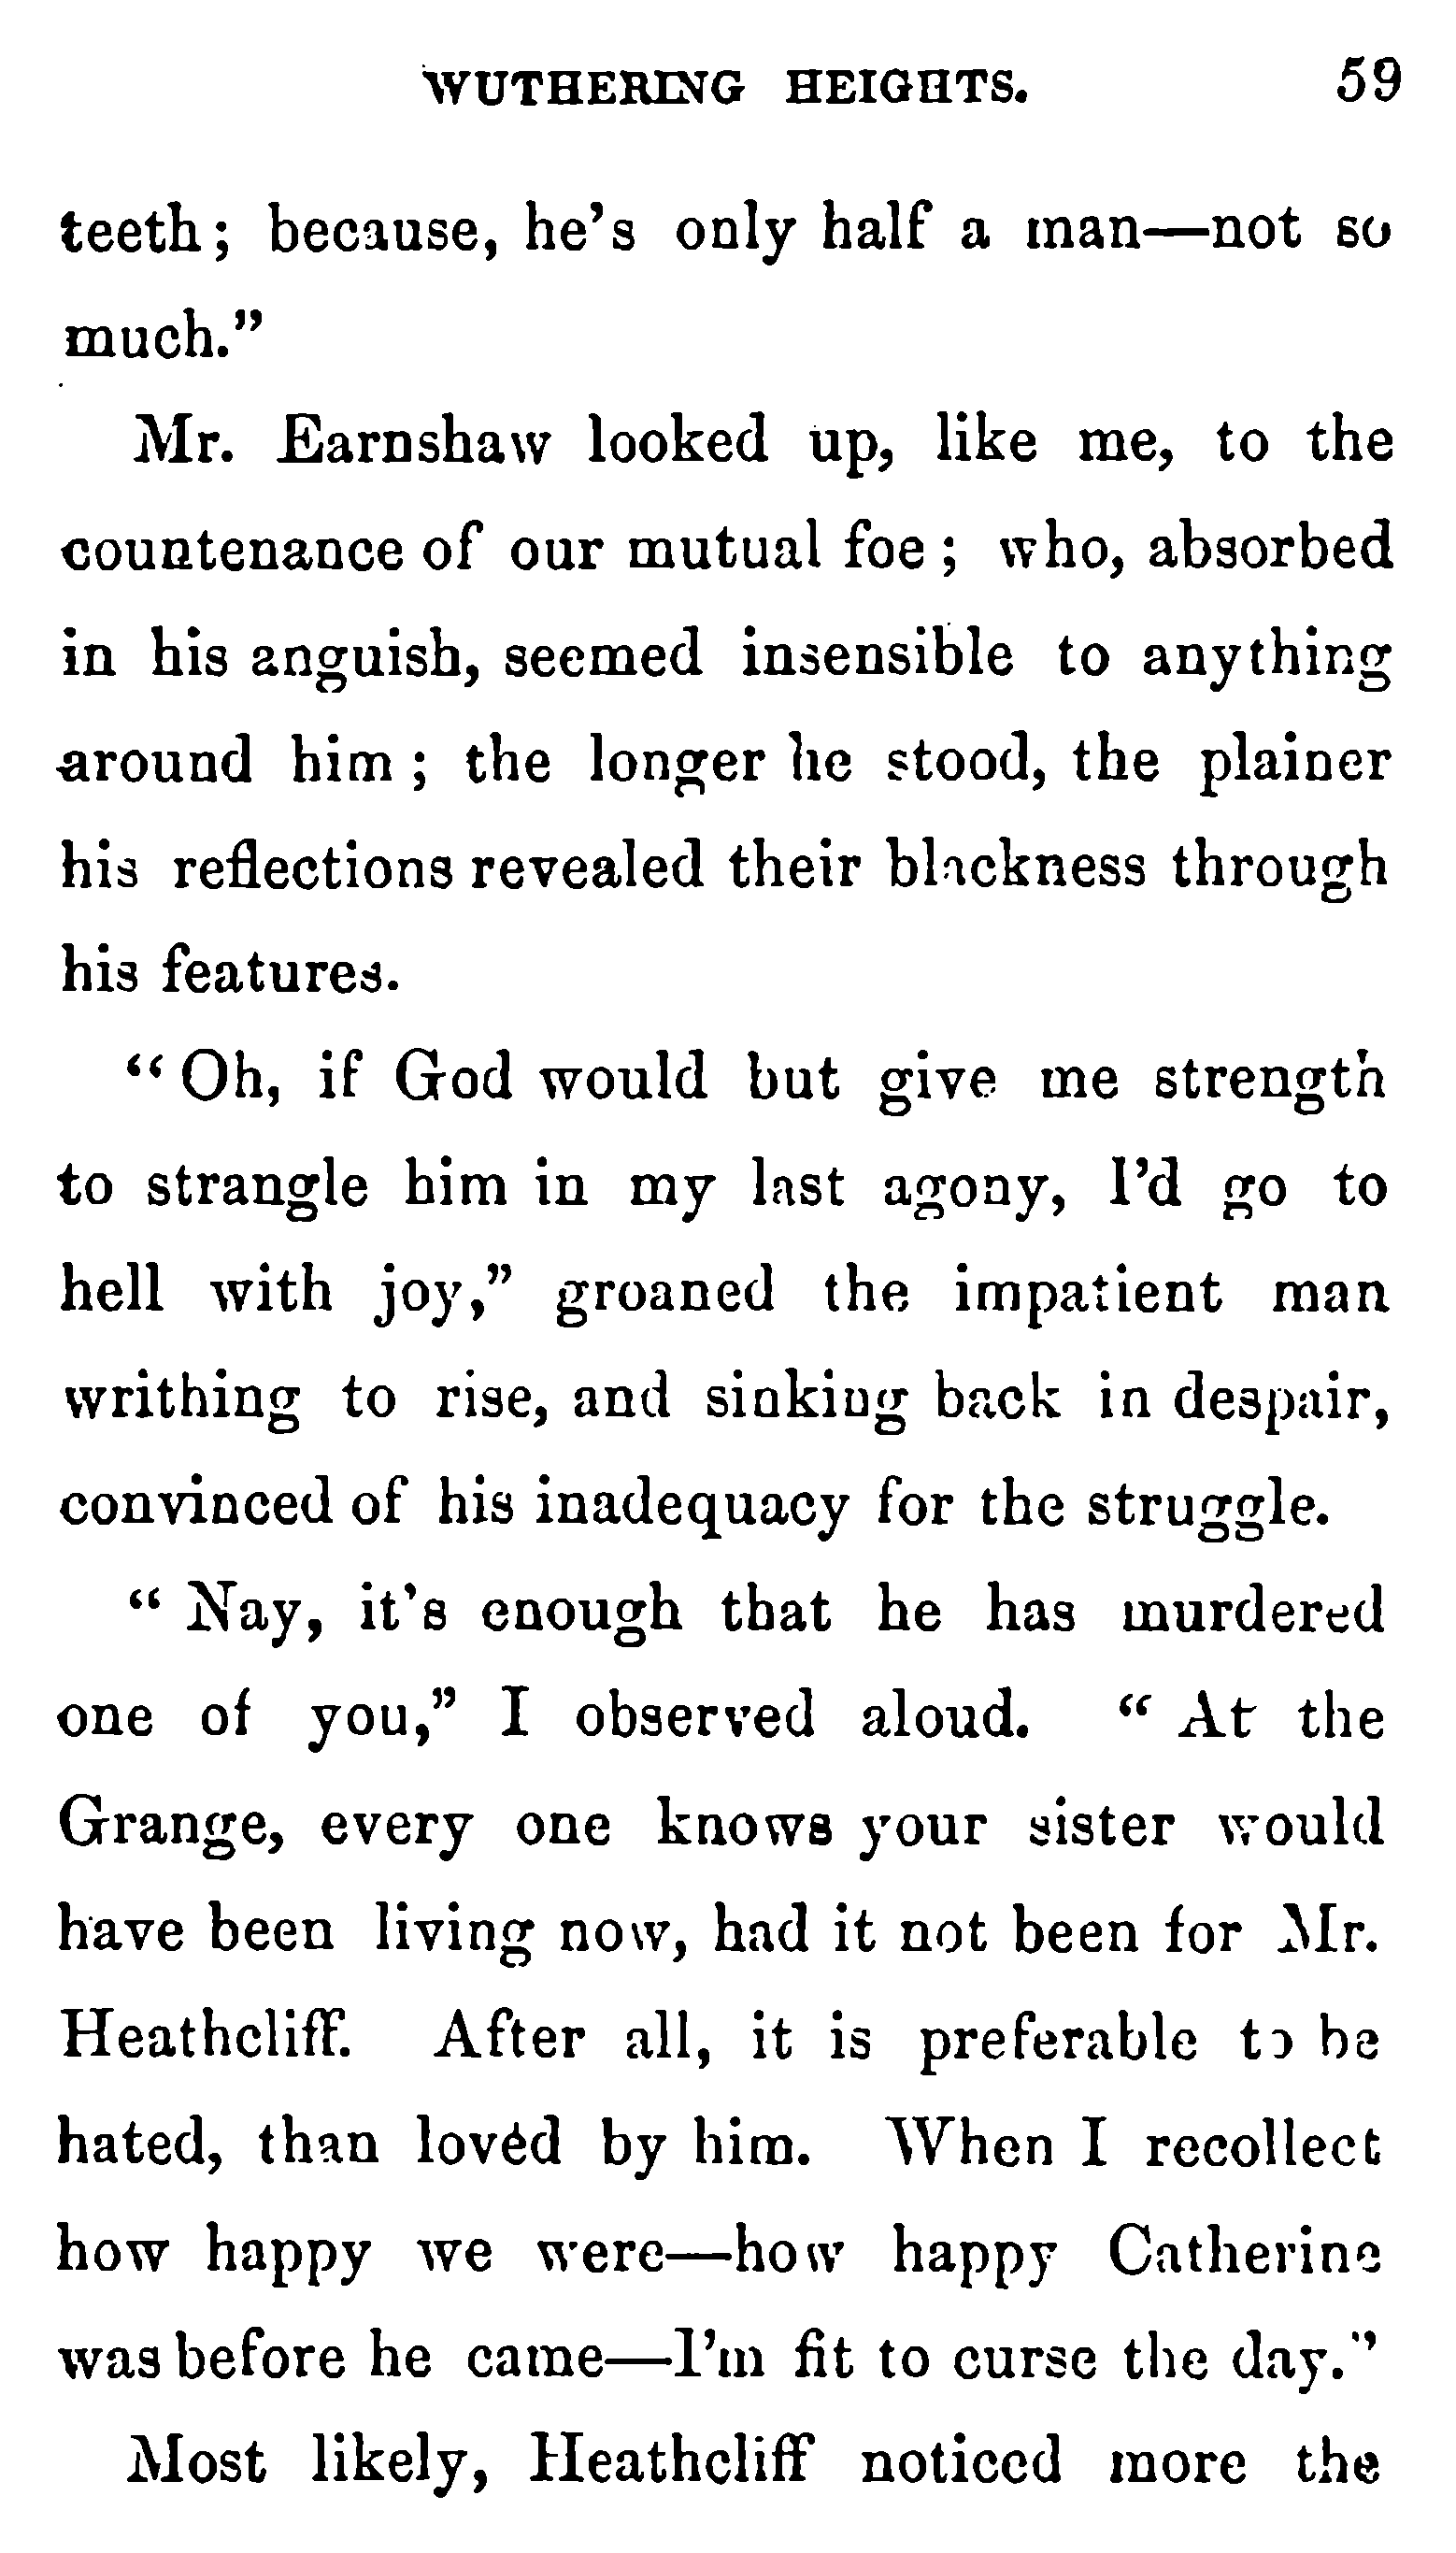 WUTHERING HEIGHTS. 59
teeth; because, he's only half a man—not so
much."
Mr. Earnshaw looked up, like me, to the
countenance of our mutual foe; who, absorbed
in his anguish, seemed insensible to anything
around him; the longer he stood, the plainer
his reflections revealed their blackness through
his features.
"Oh, if God would but give me strength
to strangle him in my last agony, I'd go to
hell with joy," groaned the impatient man
writhing to rise, and sinking back in despair,
convinced of his inadequacy for the struggle.
"Nay, it's enough that he has murdered
one of you," I observed aloud. "At the
Grange, every one knows your sister would
have been living now, had it not been for Mr.
Heathcliff. After all, it is preferable to be
hated, than loved by him. When I recollect
how happy we were—how happy Catherine
was before he came—I'm fit to curse the day."
Most likely, Heathcliff noticed more the